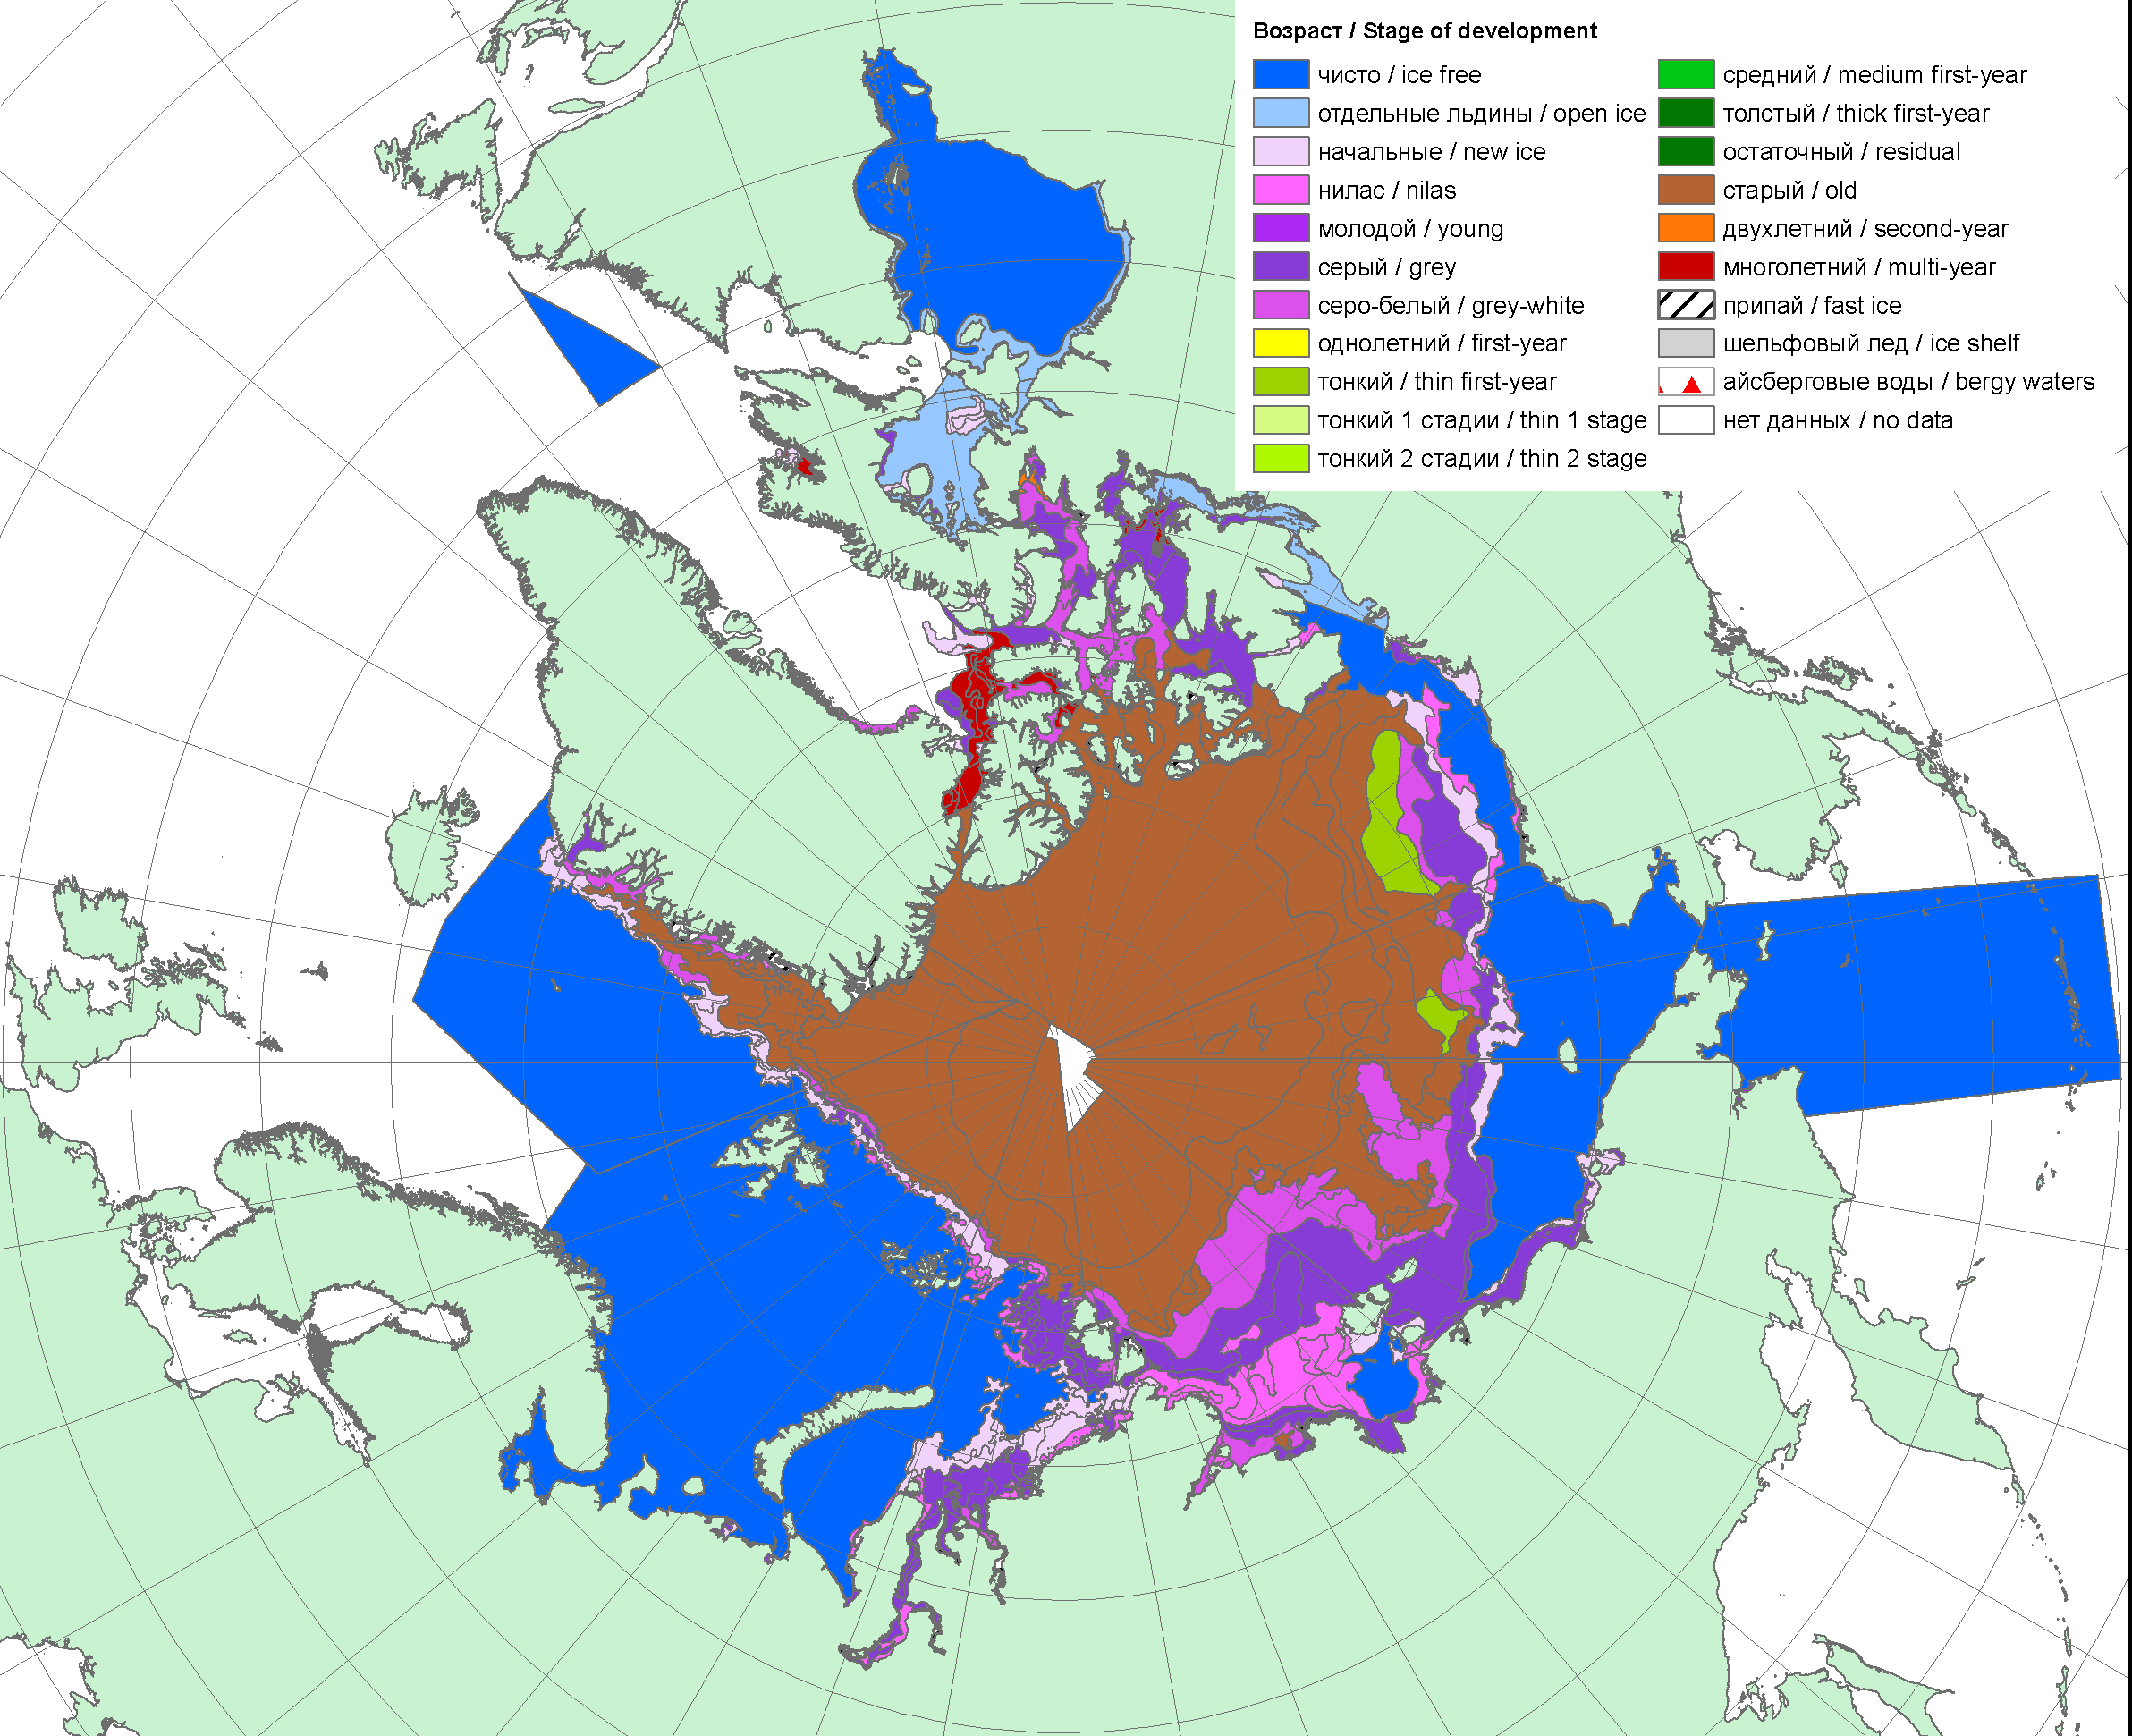 Возраст / Stage of development
чисто / ice free
отдельные льдины / open ice
начальные / new ice
нилас / nilas
молодой / young
серый / grey
серо-белый / grey-white
однолетний / first-year
тонкий / thin first-year
тонкий 1 стадии / thin 1 stage
тонкий 2 стадии / thin 2 stage
средний / medium first-year
толстый / thick first-year
остаточный / residual
старый / old
двухлетний / second-year
многолетний / multi-year
припай / fast ice
шельфовый лед / ice shelf
айсберговые воды / bergy waters
нет данных / no data